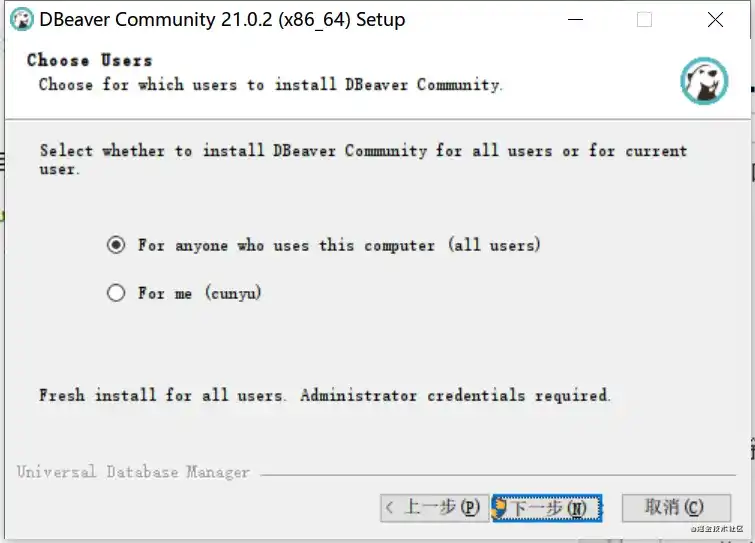 DBeaver Community 21.0.2 (x86_64) Setup
Choose Users
Choose for which users to install DBeaver Community.
Select whether to install DBeaver Community for all users or for current
user.
For anyone who uses this computer (all users)
For me (cunyu)
Fresh install for all users. Administrator credentials required.
Universal Database Manager
< 上一步(P)
下一步(N)
取消(C)
@掘金技术社区